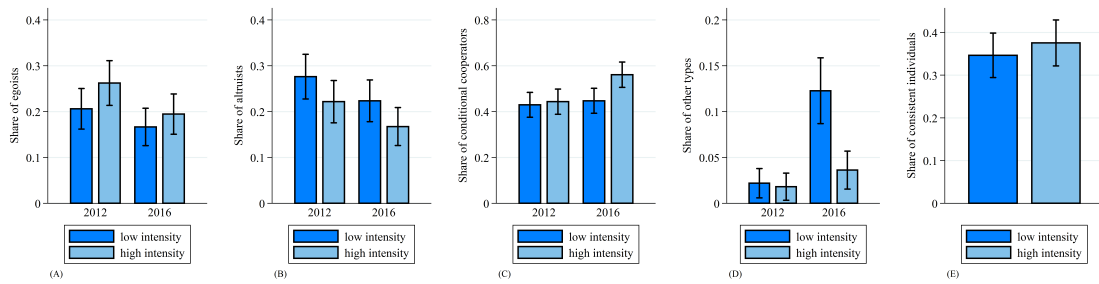 Share of egoists
0.4
0.3
0.2
0.1
0
2012
2016
low intensity
high intensity
(A)
Share of altruists
0.4
0.3
0.2
0.1
0
2012
2016
low intensity
high intensity
(B)
Share of conditional cooperators
0.8
0.6
0.4
0.2
0
2012
2016
low intensity
high intensity
(C)
Share of other types
0.2
0.15
0.1
0.05
0
2012
2016
low intensity
high intensity
(D)
Share of consistent individuals
0.4
0.3
0.2
0.1
0
low intensity
high intensity
(E)